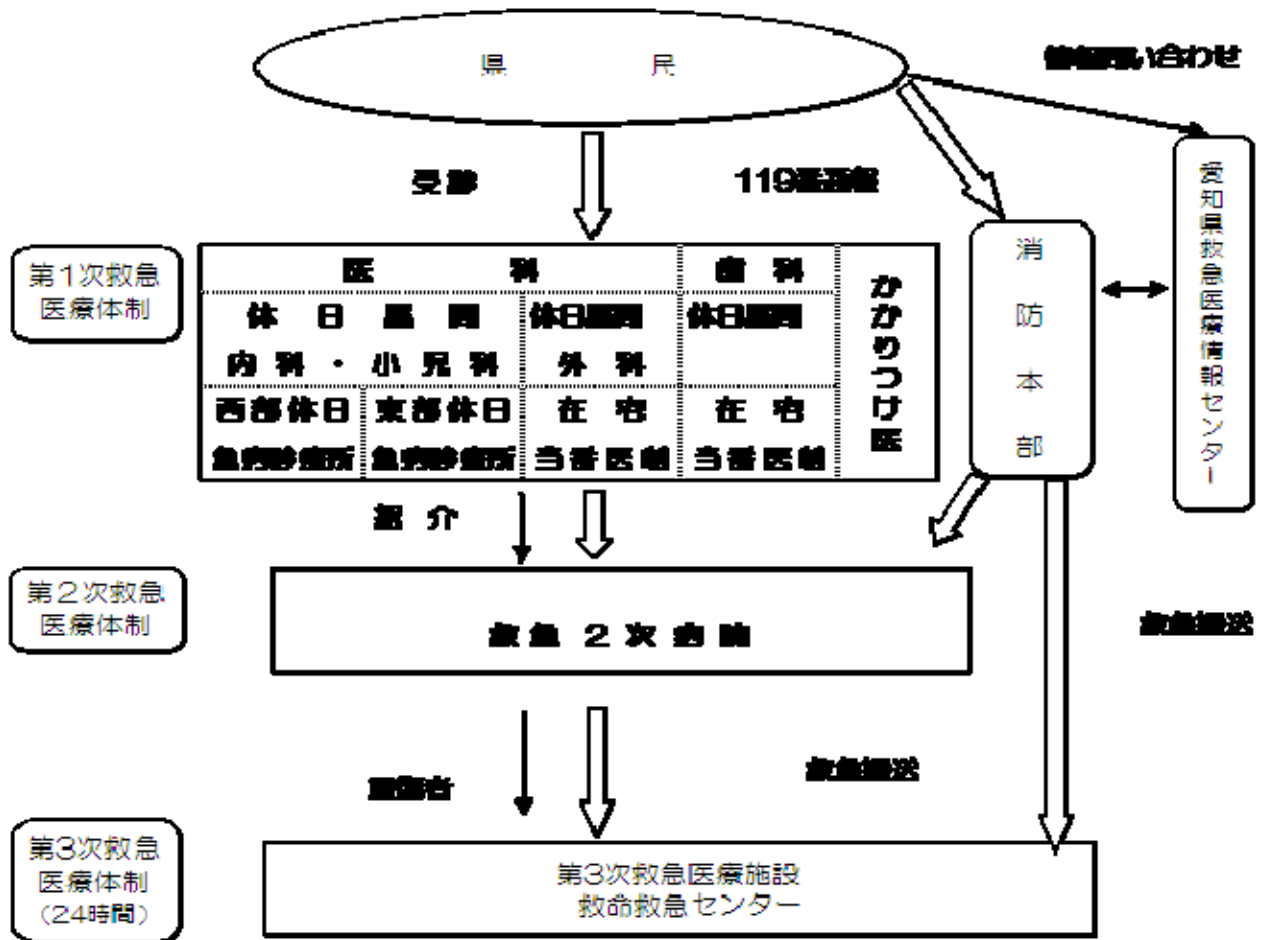 県 民
情報問い合わせ
受診
119番通報
愛知県救急医療情報センター
消防本部
第1次救急
医療体制
医 科
歯 科
かかりつけ医
休 日 昼 間
休日昼間
休日昼間
内 科 ・ 小 児 科
外 科
西部休日
東部休日
在 宅
在 宅
急病診療所
急病診療所
当番医制
当番医制
紹 介
第2次救急
医療体制
救 急 2 次 病 院
救急搬送
救急搬送
重傷者
第3次救急
医療体制
(24時間)
第3次救急医療施設
救命救急センター